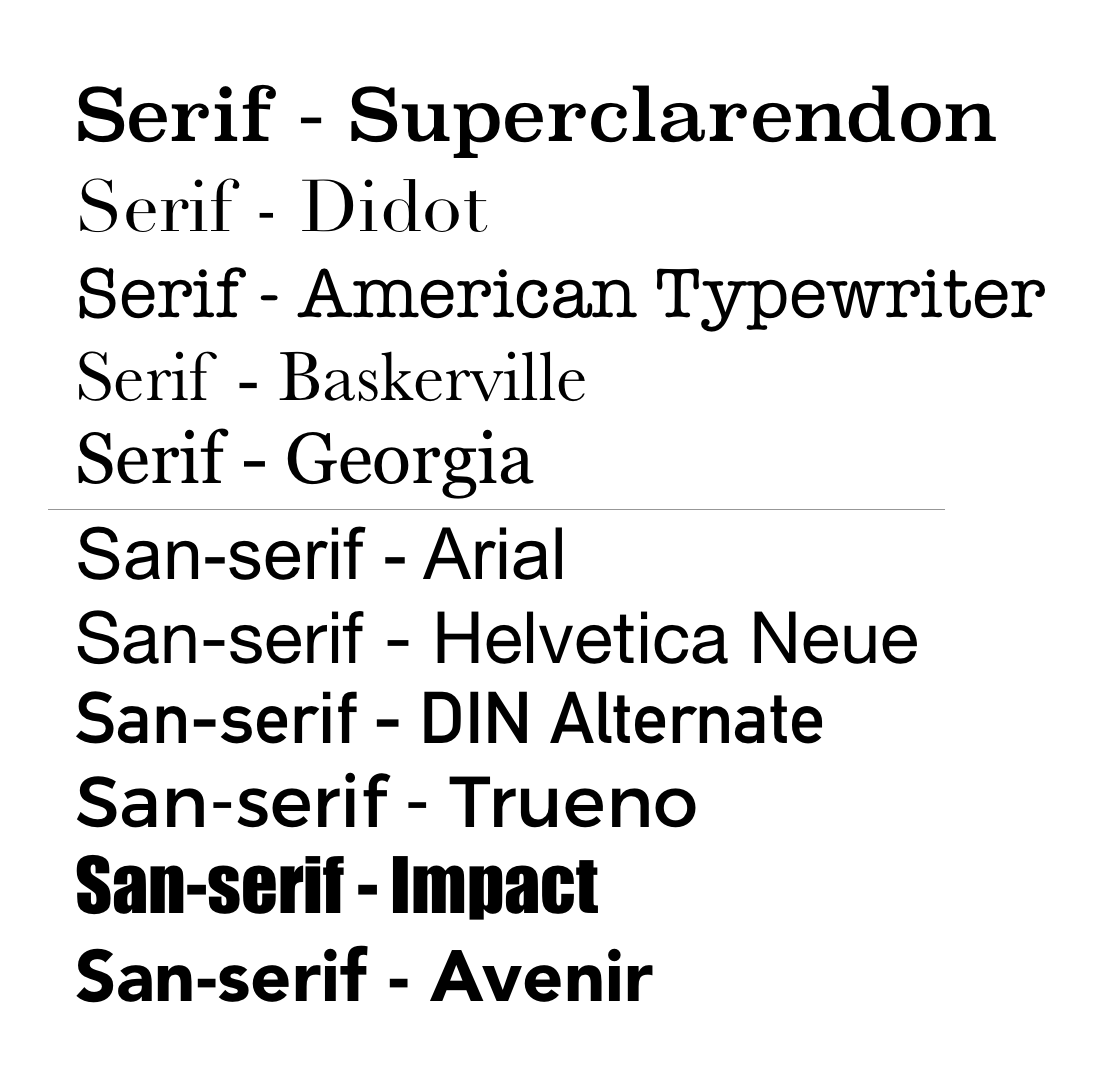 Serif - Superclarendon
Serif - Didot
Serif - American Typewriter
Serif - Baskerville
Serif - Georgia
San-serif - Arial
San-serif - Helvetica Neue
San-serif - DIN Alternate
San-serif - Trueno
San-serif - Impact
San-serif - Avenir